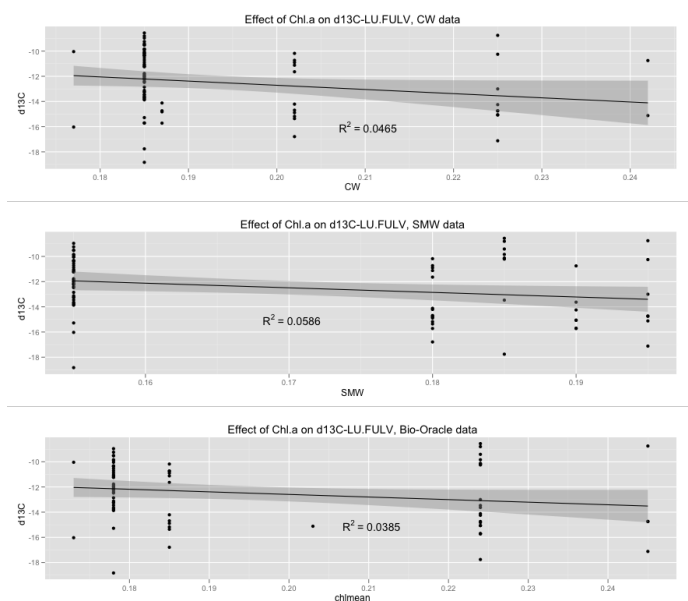 Effect of Chl.a on d13C-LU.FULV, CW data
-10
-12
-14
-16
-18
d13C
R² = 0.0465
0.18 0.19 0.20 0.21 0.22 0.23 0.24
CW
Effect of Chl.a on d13C-LU.FULV, SMW data
-10
-12
-14
-16
-18
d13C
R² = 0.0586
0.16 0.17 0.18 0.19
SMW
Effect of Chl.a on d13C-LU.FULV, Bio-Oracle data
-10
-12
-14
-16
-18
d13C
R² = 0.0385
0.18 0.19 0.20 0.21 0.22 0.23 0.24
chlmean